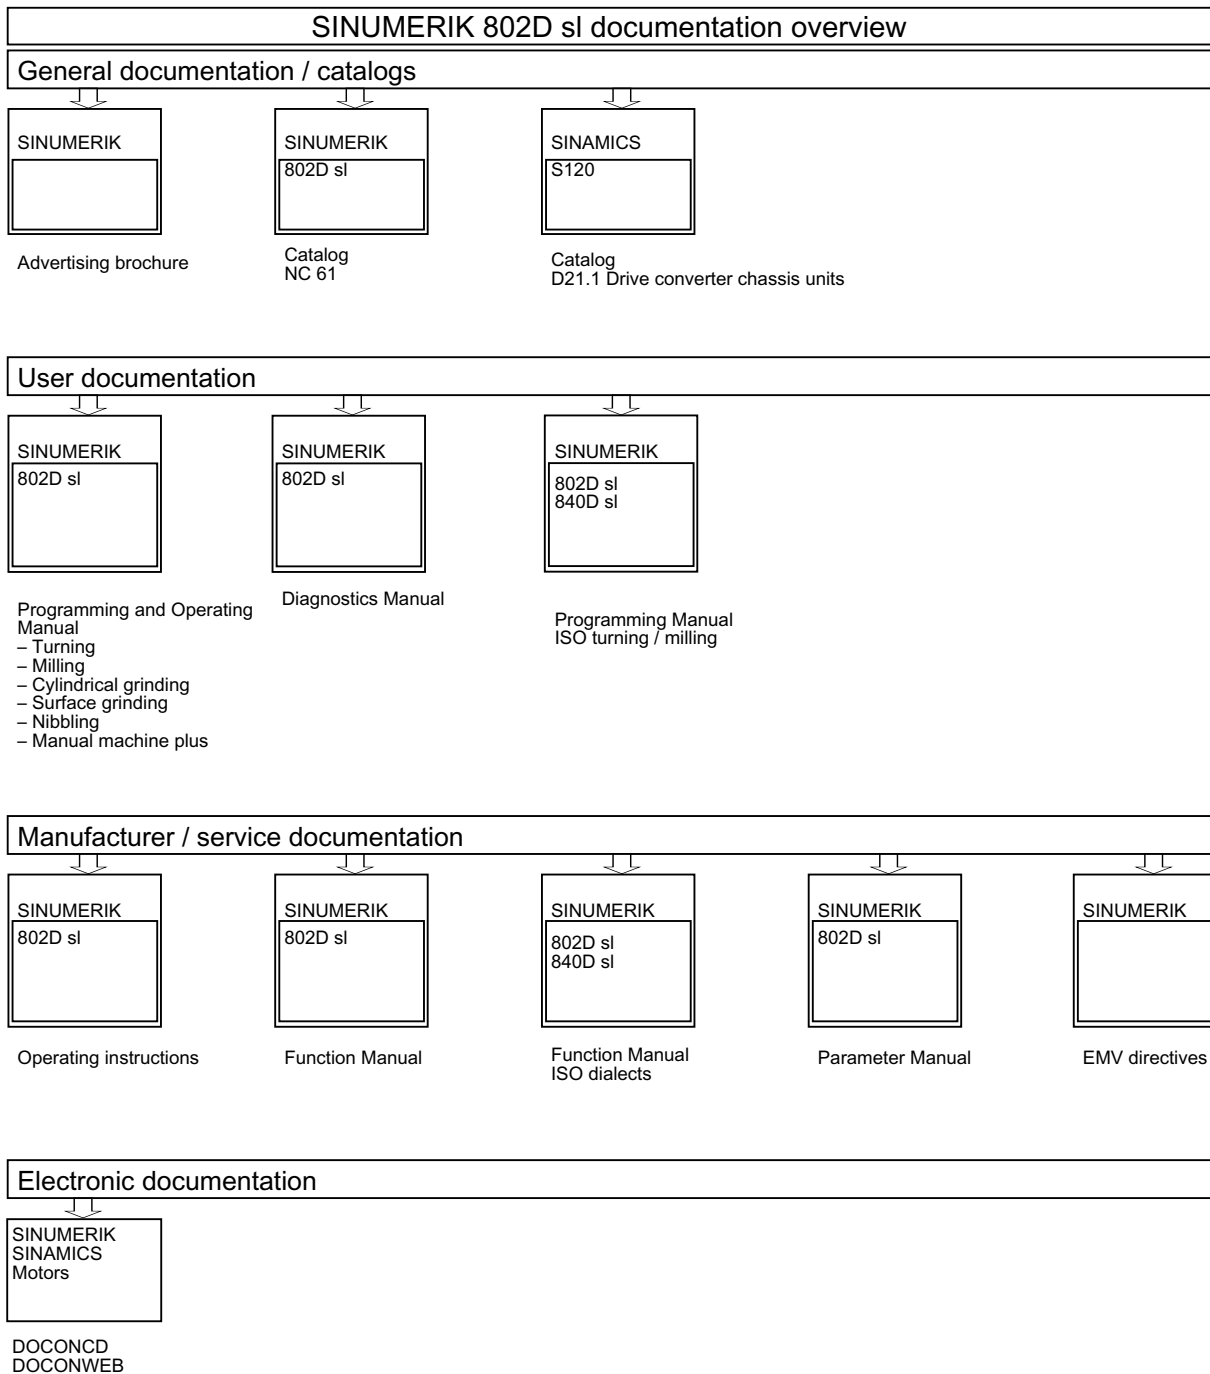 SINUMERIK 802D sl documentation overview
General documentation / catalogs
SINUMERIK
Advertising brochure
SINUMERIK
802D sl
Catalog
NC 61
SINAMICS
S120
Catalog
D21.1 Drive converter chassis units
User documentation
SINUMERIK
802D sl
Programming and Operating
Manual
– Turning
– Milling
– Cylindrical grinding
– Surface grinding
– Nibbling
– Manual machine plus
SINUMERIK
802D sl
Diagnostics Manual
SINUMERIK
802D sl
840D sl
Programming Manual
ISO turning / milling
Manufacturer / service documentation
SINUMERIK
802D sl
Operating instructions
SINUMERIK
802D sl
Function Manual
SINUMERIK
802D sl
840D sl
Function Manual
ISO dialects
SINUMERIK
802D sl
Parameter Manual
SINUMERIK
EMV directives
Electronic documentation
SINUMERIK
SINAMICS
Motors
DOCONCD
DOCONWEB